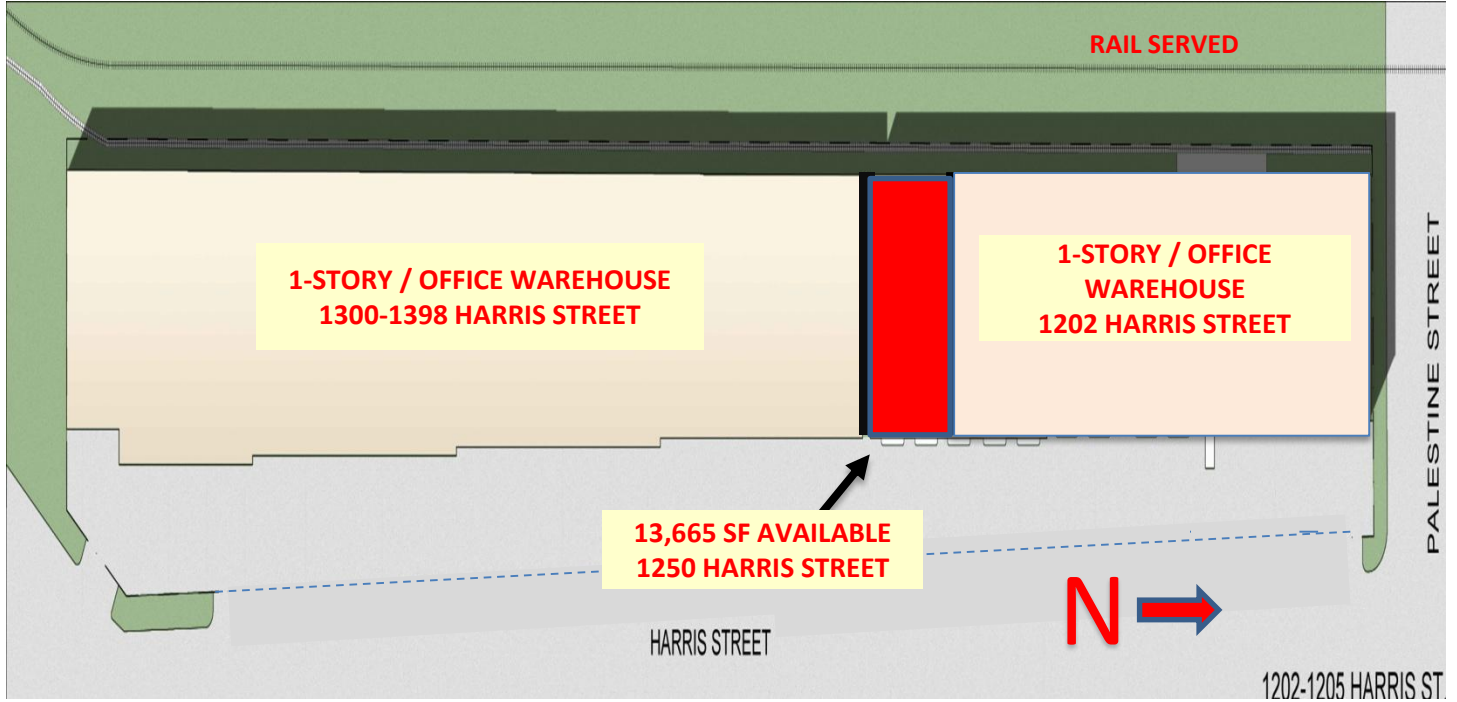 RAIL SERVED
1-STORY / OFFICE WAREHOUSE
1300-1398 HARRIS STREET
1-STORY / OFFICE
WAREHOUSE
1202 HARRIS STREET
PALESTINE STREET
13,665 SF AVAILABLE
1250 HARRIS STREET
N
HARRIS STREET
1202-1205 HARRIS ST.